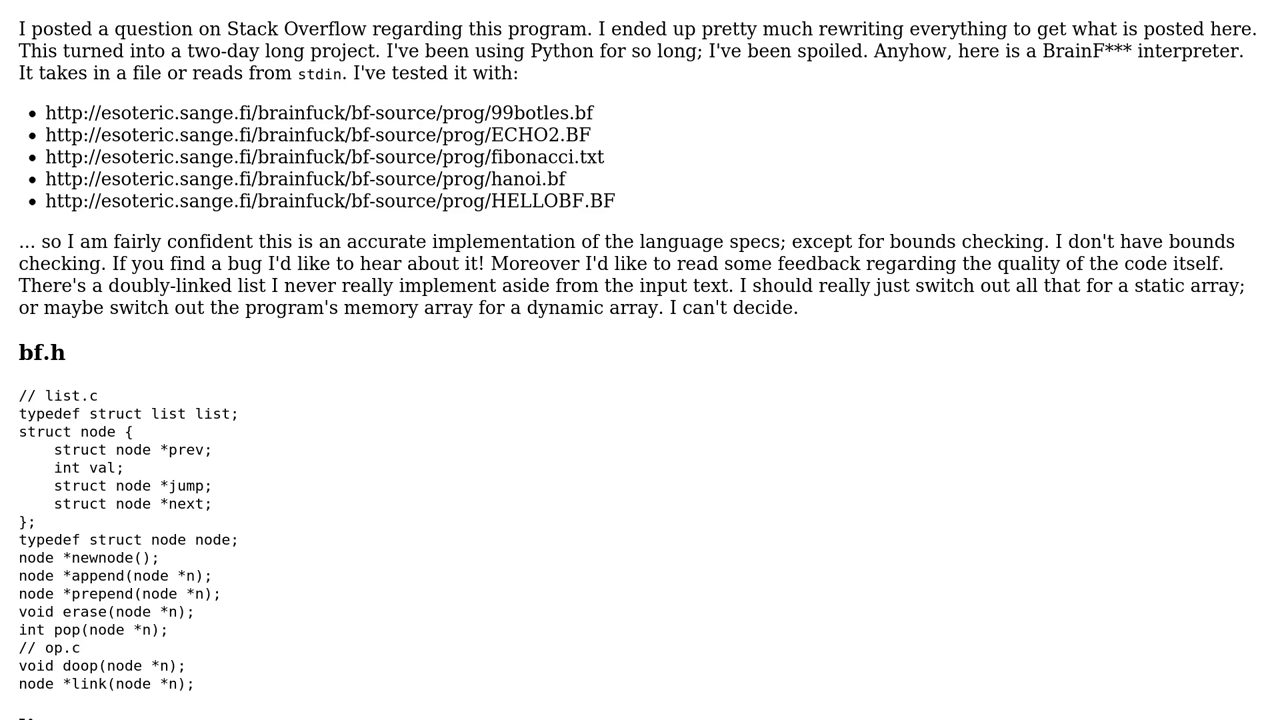 I posted a question on Stack Overflow regarding this program. I ended up pretty much rewriting everything to get what is posted here.
This turned into a two-day long project. I've been using Python for so long; I've been spoiled. Anyhow, here is a BrainF*** interpreter.
It takes in a file or reads from stdin. I've tested it with:
• http://esoteric.sange.fi/brainfuck/bf-source/prog/99botles.bf
• http://esoteric.sange.fi/brainfuck/bf-source/prog/ECHO2.BF
• http://esoteric.sange.fi/brainfuck/bf-source/prog/fibonacci.txt
• http://esoteric.sange.fi/brainfuck/bf-source/prog/hanoi.bf
• http://esoteric.sange.fi/brainfuck/bf-source/prog/HELLOBF.BF
... so I am fairly confident this is an accurate implementation of the language specs; except for bounds checking. I don't have bounds
checking. If you find a bug I'd like to hear about it! Moreover I'd like to read some feedback regarding the quality of the code itself.
There's a doubly-linked list I never really implement aside from the input text. I should really just switch out all that for a static array;
or maybe switch out the program's memory array for a dynamic array. I can't decide.
bf.h
// list.c
typedef struct list list;
struct node {
    struct node *prev;
    int val;
    struct node *jump;
    struct node *next;
};
typedef struct node node;
node *newnode();
node *append(node *n);
node *prepend(node *n);
void erase(node *n);
int pop(node *n);
// op.c
void doop(node *n);
node *link(node *n);